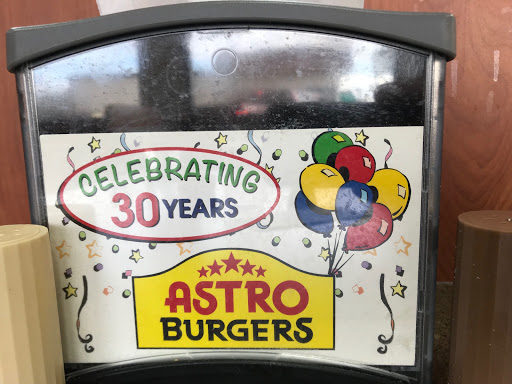 CELEBRATING
30 YEARS
ASTRO
BURGERS